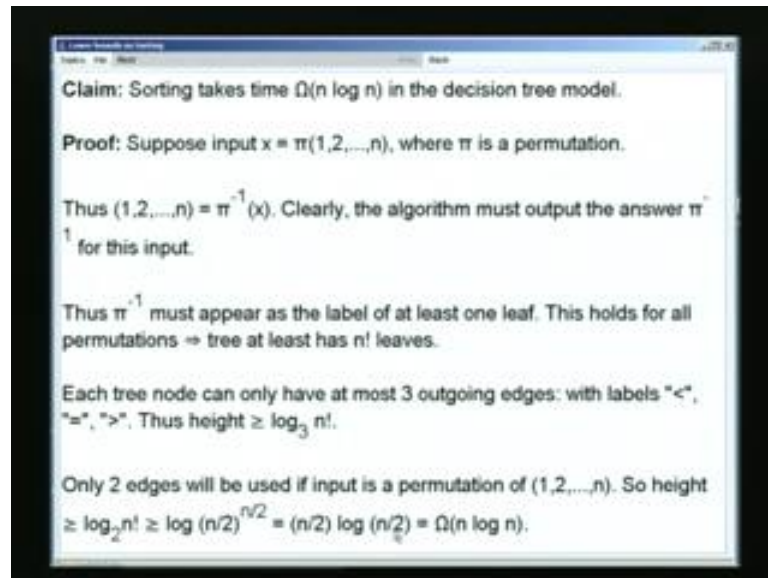 Lower bounds on Sorting
Claim: Sorting takes time Ω(n log n) in the decision tree model.
Proof: Suppose input x = π(1,2,...,n), where π is a permutation.
Thus (1,2,...,n) = π⁻¹(x). Clearly, the algorithm must output the answer π⁻
¹ for this input.
Thus π⁻¹ must appear as the label of at least one leaf. This holds for all
permutations ⇒ tree at least has n! leaves.
Each tree node can only have at most 3 outgoing edges: with labels "<",
"=", ">". Thus height ≥ log₃ n!.
Only 2 edges will be used if input is a permutation of (1,2,...,n). So height
≥ log₂n! ≥ log (n/2)^n/2 = (n/2) log (n/2) = Ω(n log n).